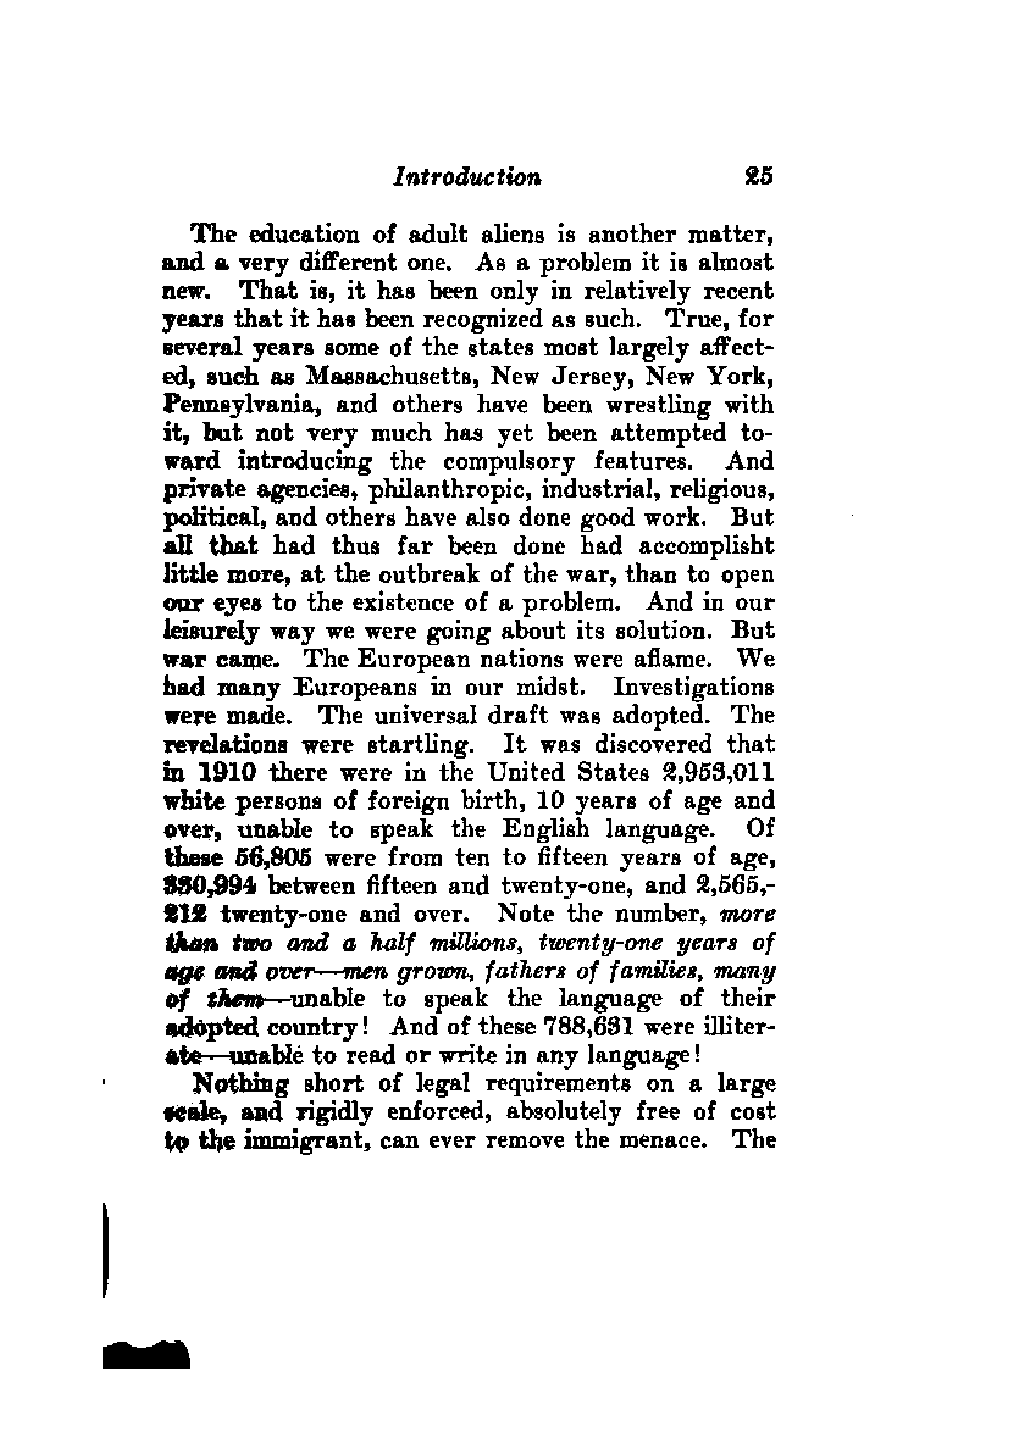 Introduction 25
The education of adult aliens is another matter,
and a very different one. As a problem it is almost
new. That is, it has been only in relatively recent
years that it has been recognized as such. True, for
several years some of the states most largely affect-
ed, such as Massachusetts, New Jersey, New York,
Pennsylvania, and others have been wrestling with
it, but not very much has yet been attempted to-
ward introducing the compulsory features. And
private agencies, philanthropic, industrial, religious,
political, and others have also done good work. But
all that had thus far been done had accomplisht
little more, at the outbreak of the war, than to open
our eyes to the existence of a problem. And in our
leisurely way we were going about its solution. But
war came. The European nations were aflame. We
had many Europeans in our midst. Investigations
were made. The universal draft was adopted. The
revelations were startling. It was discovered that
in 1910 there were in the United States 2,953,011
white persons of foreign birth, 10 years of age and
over, unable to speak the English language. Of
these 56,805 were from ten to fifteen years of age,
330,994 between fifteen and twenty-one, and 2,565,-
212 twenty-one and over. Note the number, more
than two and a half millions, twenty-one years of
age and over—men grown, fathers of families, many
of them—unable to speak the language of their
adopted country! And of these 788,631 were illiter-
ate—unable to read or write in any language!
Nothing short of legal requirements on a large
scale, and rigidly enforced, absolutely free of cost
to the immigrant, can ever remove the menace. The